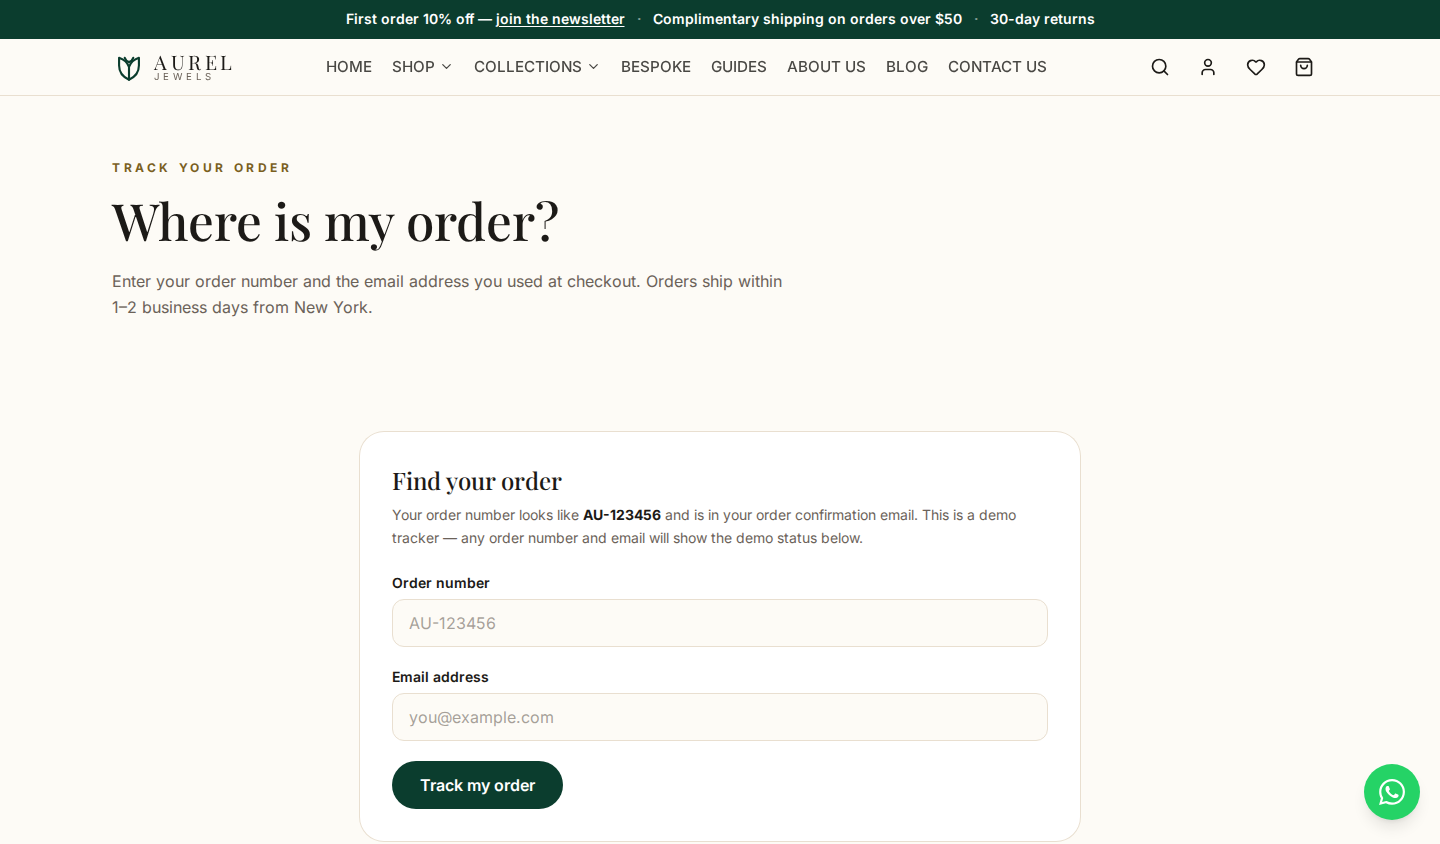 First order 10% off — join the newsletter · Complimentary shipping on orders over $50 · 30-day returns
AUREL
JEWELS
HOME SHOP COLLECTIONS BESPOKE GUIDES ABOUT US BLOG CONTACT US
TRACK YOUR ORDER
Where is my order?
Enter your order number and the email address you used at checkout. Orders ship within
1–2 business days from New York.
Find your order
Your order number looks like AU-123456 and is in your order confirmation email. This is a demo
tracker — any order number and email will show the demo status below.
Order number
AU-123456
Email address
you@example.com
Track my order